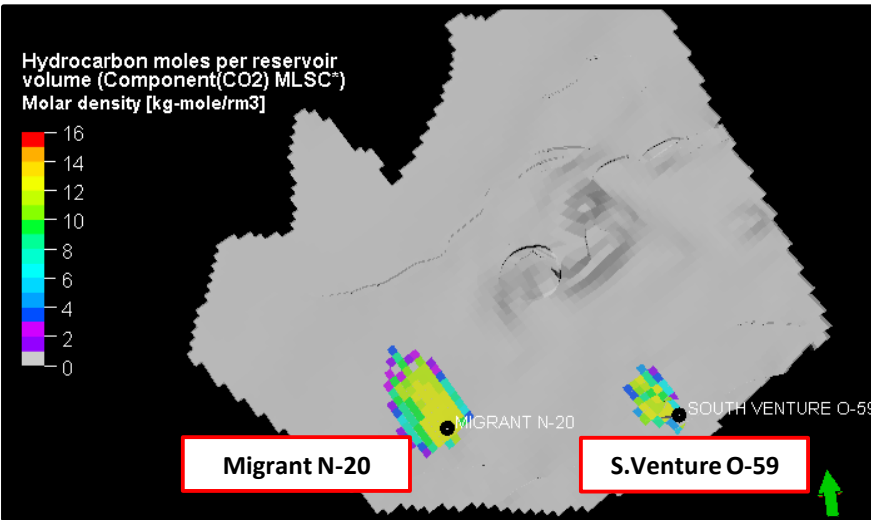 Hydrocarbon moles per reservoir
volume (Component(CO2) MLSC*)
Molar density [kg-mole/rm3]
16
14
12
10
8
6
4
2
0
MIGRANT N-20
SOUTH VENTURE O-59
Migrant N-20
S.Venture O-59